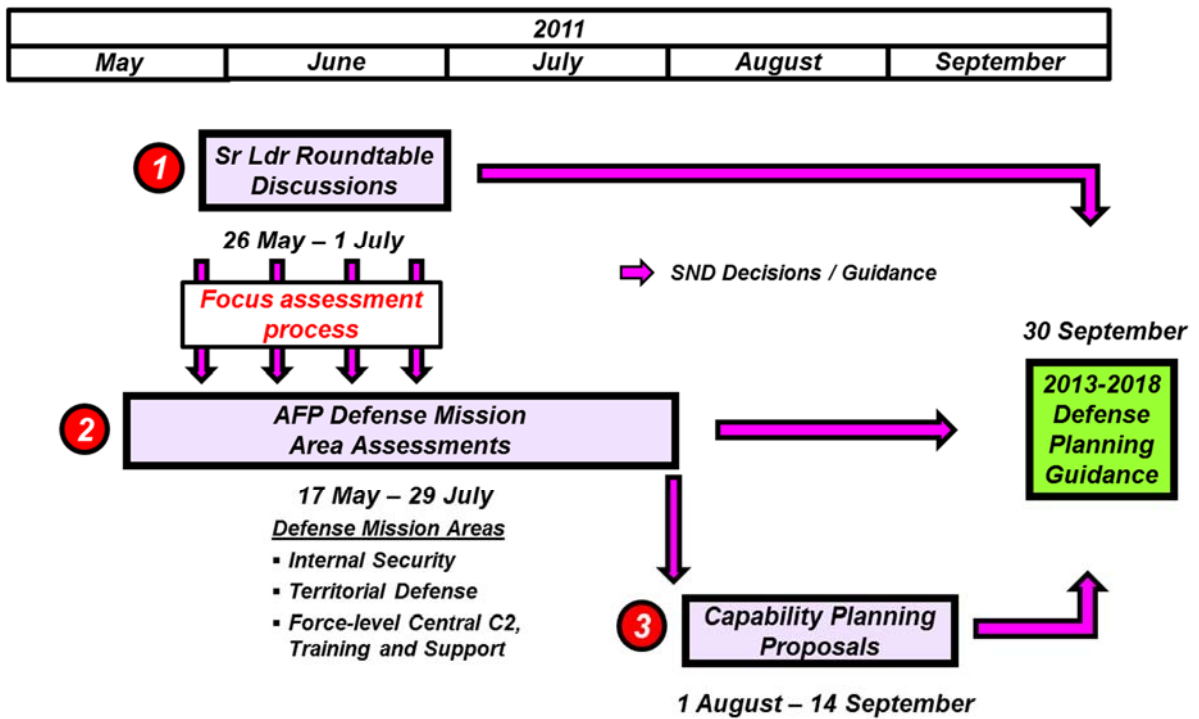 2011
May
June
July
August
September
1
Sr Ldr Roundtable
Discussions
26 May – 1 July
SND Decisions / Guidance
Focus assessment
process
30 September
2013-2018
Defense
Planning
Guidance
2
AFP Defense Mission
Area Assessments
17 May – 29 July
Defense Mission Areas
▪ Internal Security
▪ Territorial Defense
▪ Force-level Central C2,
Training and Support
3
Capability Planning
Proposals
1 August – 14 September